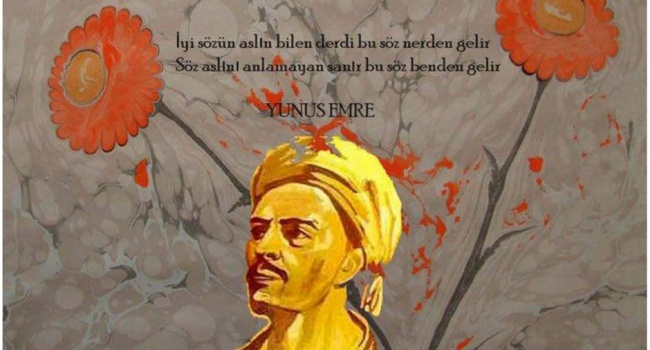 İyi sözün aslın bilen derdi bu söz nerden gelir
Söz aslını anlamayan sanır bu söz benden gelir
YUNUS EMRE